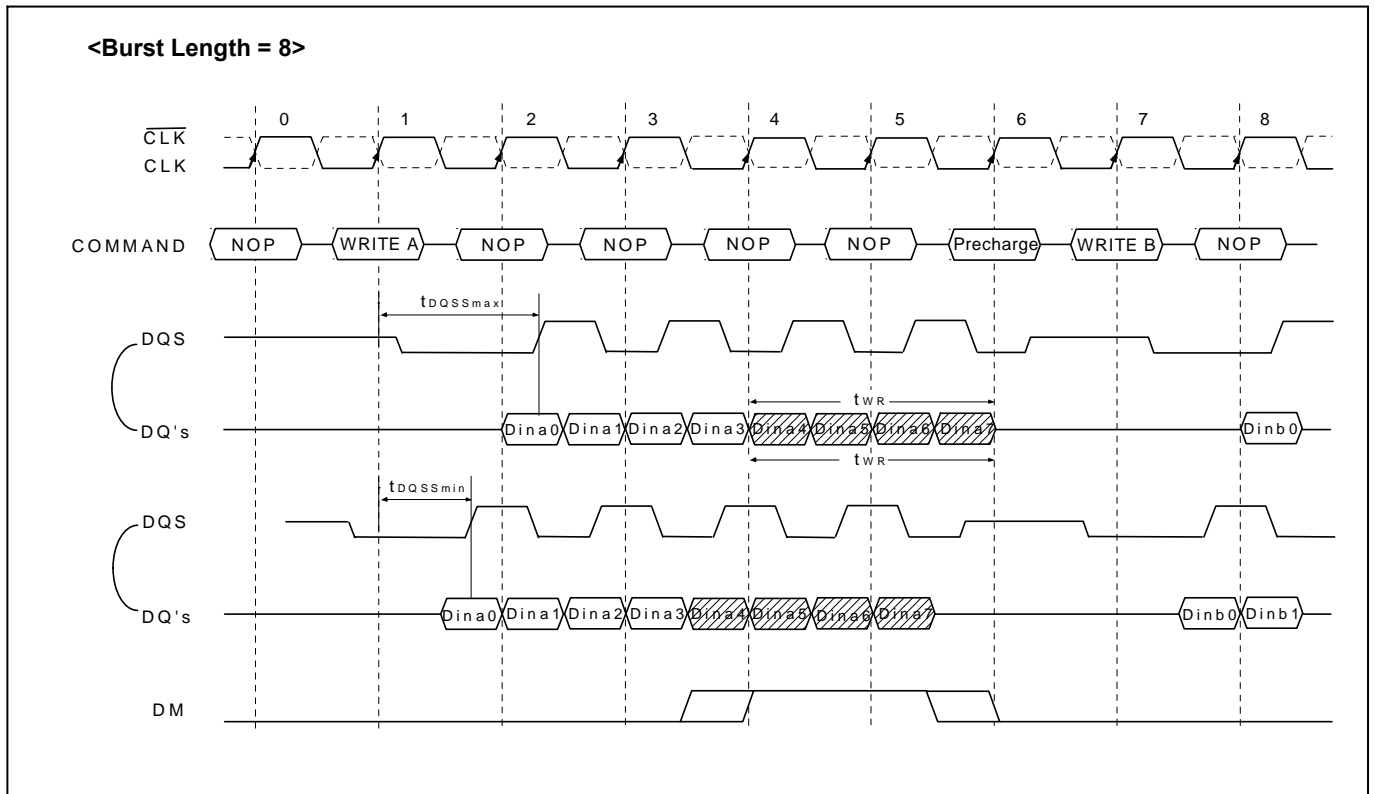 <Burst Length = 8>
0 1 2 3 4 5 6 7 8
CLK
CLK
COMMAND NOP WRITE A NOP NOP NOP NOP Precharge WRITE B NOP
tDQSSmax
DQS
tWR
DQ's Dina0 Dina1 Dina2 Dina3 Dina4 Dina5 Dina6 Dina7 Dinb0
tWR
tDQSSmin
DQS
DQ's Dina0 Dina1 Dina2 Dina3 Dina4 Dina5 Dina6 Dina7 Dinb0 Dinb1
DM